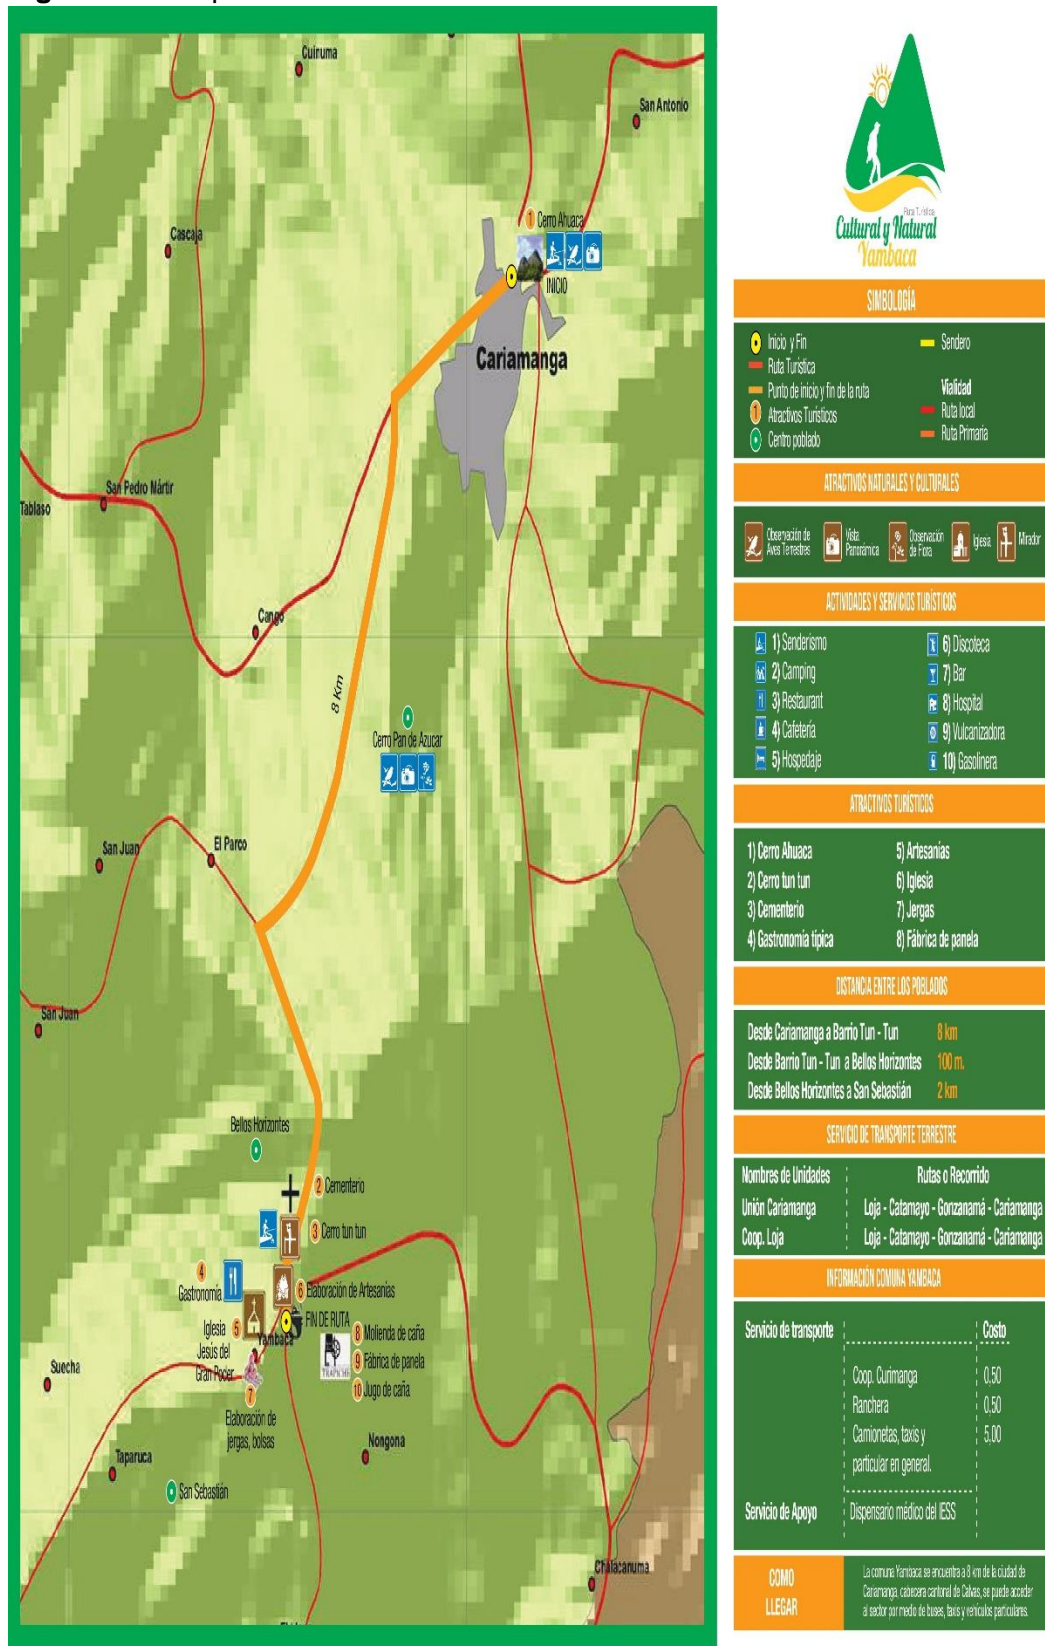 Cuinuma
San Antonio
1 Cerro Ahuaca
Cascaja
INICIO
Cariamanga
San Pedro Mártir
Tablaso
Cango
8 Km
Cerro Pan de Azucar
San Juan
El Parco
San Juan
Bellos Horizontes
2 Cementerio
3 Cerro tun tun
4
Gastronomía
6 Elaboración de Artesanías
FIN DE RUTA
Iglesia 5
Jesús del
Gran Poder
Yambaca
TRAPICHE
8 Molienda de caña
9 Fábrica de panela
10 Jugo de caña
Suecha
7
Elaboración de
jergas, bolsas
Nongona
Taparuca
San Sebastián
Chalacanuma
Ruta Turística
Cultural y Natural
Yambaca
SIMBOLOGÍA
Inicio y Fin
Ruta Turística
Punto de inicio y fin de la ruta
1 Atractivos Turísticos
Centro poblado
Sendero
Vialidad
Ruta local
Ruta Primaria
ATRACTIVOS NATURALES Y CULTURALES
Observación de
Aves Terrestres
Vista
Panorámica
Observación
de Flora
Iglesia
Mirador
ACTIVIDADES Y SERVICIOS TURÍSTICOS
1) Senderismo
2) Camping
3) Restaurant
4) Cafetería
5) Hospedaje
6) Discoteca
7) Bar
8) Hospital
9) Vulcanizadora
10) Gasolinera
ATRACTIVOS TURÍSTICOS
1) Cerro Ahuaca
2) Cerro tun tun
3) Cementerio
4) Gastronomía típica
5) Artesanías
6) Iglesia
7) Jergas
8) Fábrica de panela
DISTANCIA ENTRE LOS POBLADOS
Desde Cariamanga a Barrio Tun - Tun 8 km
Desde Barrio Tun - Tun a Bellos Horizontes 100 m.
Desde Bellos Horizontes a San Sebastián 2 km
SERVICIO DE TRANSPORTE TERRESTRE
Nombres de Unidades Rutas o Recorrido
Unión Cariamanga Loja - Catamayo - Gonzanamá - Cariamanga
Coop. Loja Loja - Catamayo - Gonzanamá - Cariamanga
INFORMACIÓN COMUNA YAMBACA
Servicio de transporte Costo
Coop. Curimanga 0,50
Ranchera 0,50
Camionetas, taxis y 5,00
particular en general.
Servicio de Apoyo Dispensario médico del IESS
COMO
LLEGAR
La comuna Yambaca se encuentra a 8 km de la ciudad de
Cariamanga, cabecera cantonal de Calvas, se puede acceder
al sector por medio de buses, taxis y vehículos particulares.